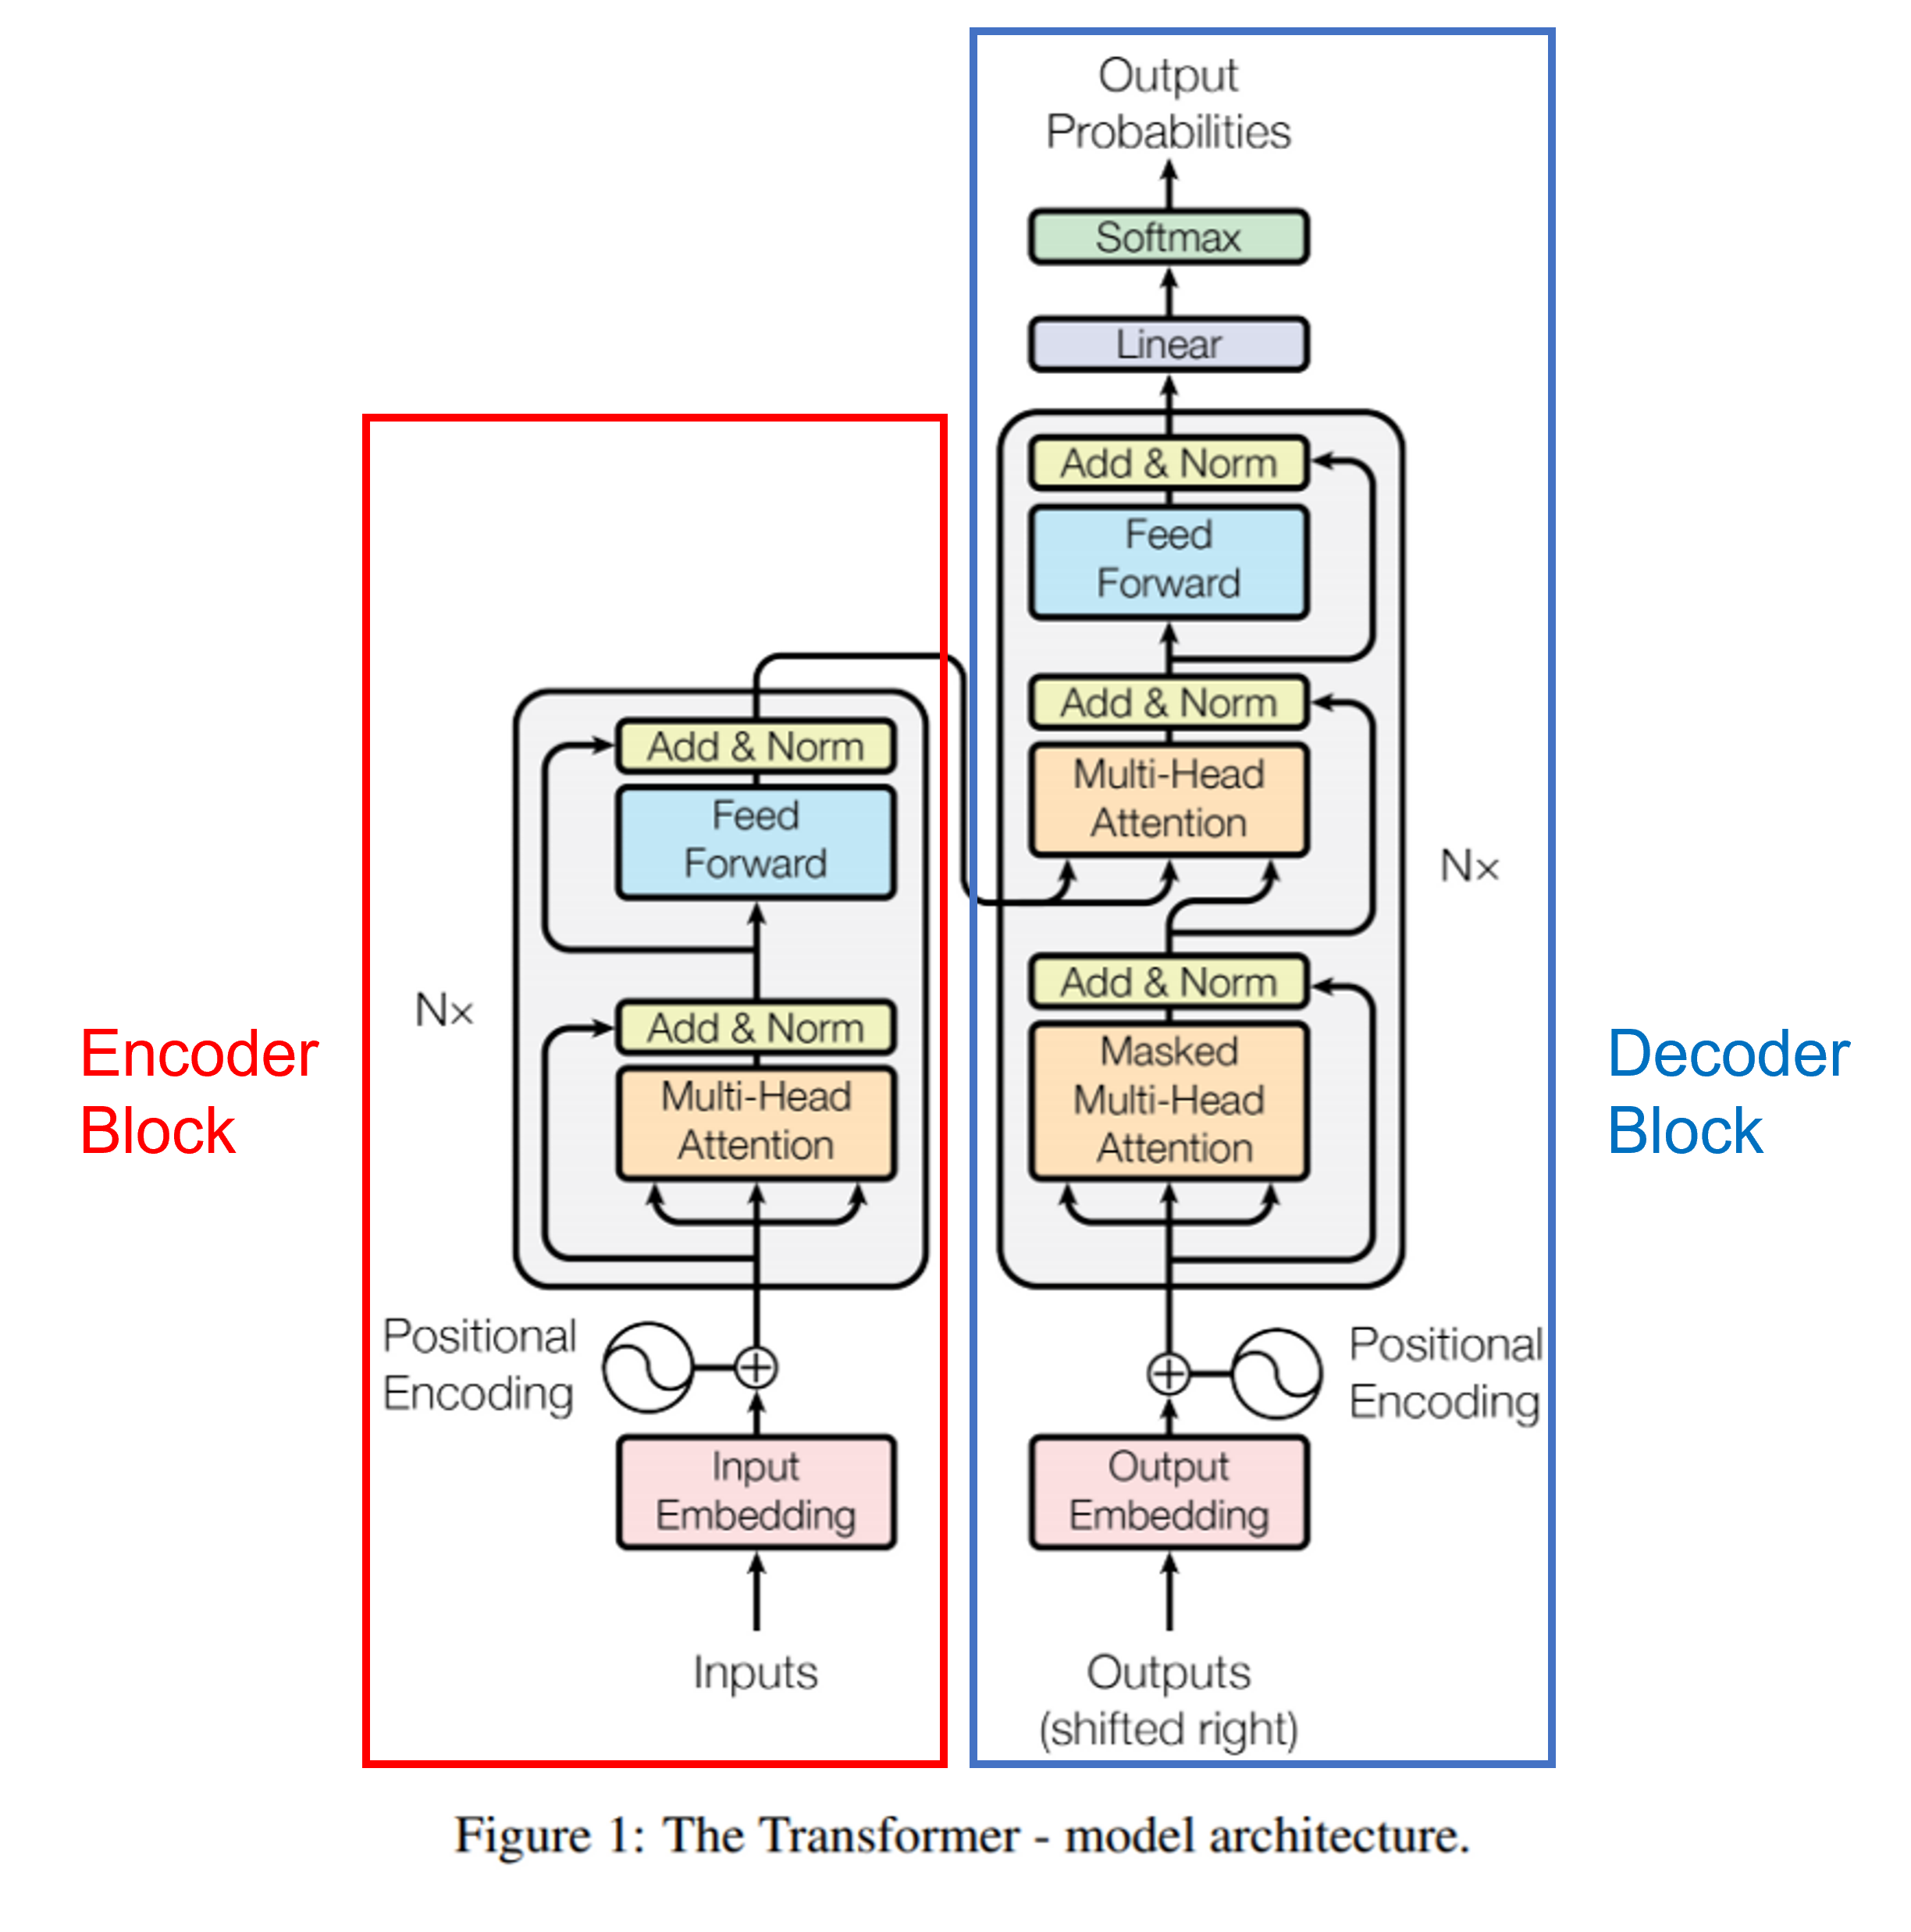 Output
Probabilities
Softmax
Linear
Add & Norm
Feed
Forward
Add & Norm
Multi-Head
Attention
N×
Add & Norm
Masked
Multi-Head
Attention
Positional
Encoding
Output
Embedding
Outputs
(shifted right)
Decoder
Block
Add & Norm
Feed
Forward
N×
Add & Norm
Multi-Head
Attention
Positional
Encoding
Input
Embedding
Inputs
Encoder
Block
Figure 1: The Transformer - model architecture.